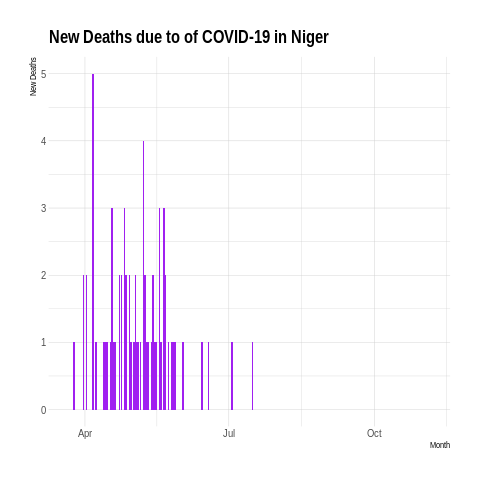 New Deaths due to of COVID-19 in Niger
New Deaths
5
4
3
2
1
0
Apr
Jul
Oct
Month